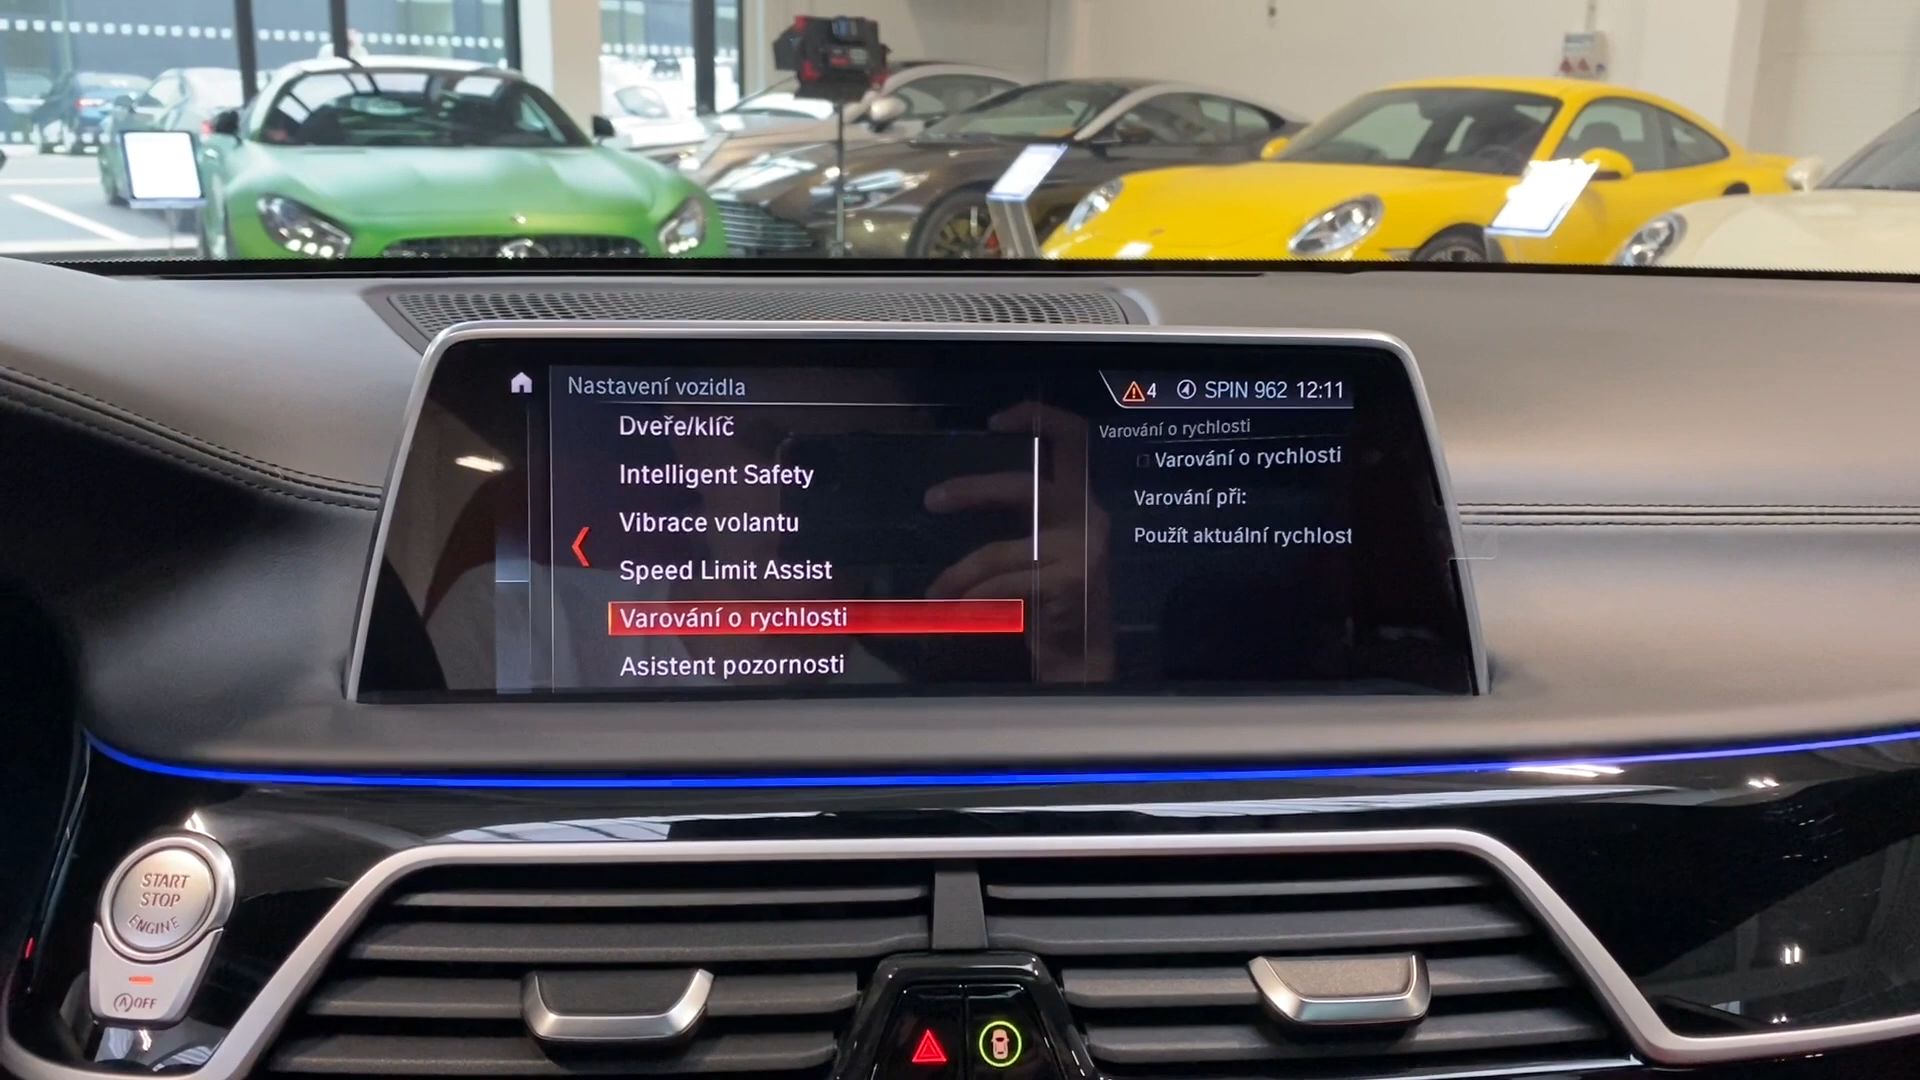 Nastavení vozidla
4 SPIN 962 12:11
Dveře/klíč
Intelligent Safety
Vibrace volantu
Speed Limit Assist
Varování o rychlosti
Asistent pozornosti
Varování o rychlosti
Varování o rychlosti
Varování při:
Použít aktuální rychlost
START
STOP
ENGINE
A OFF